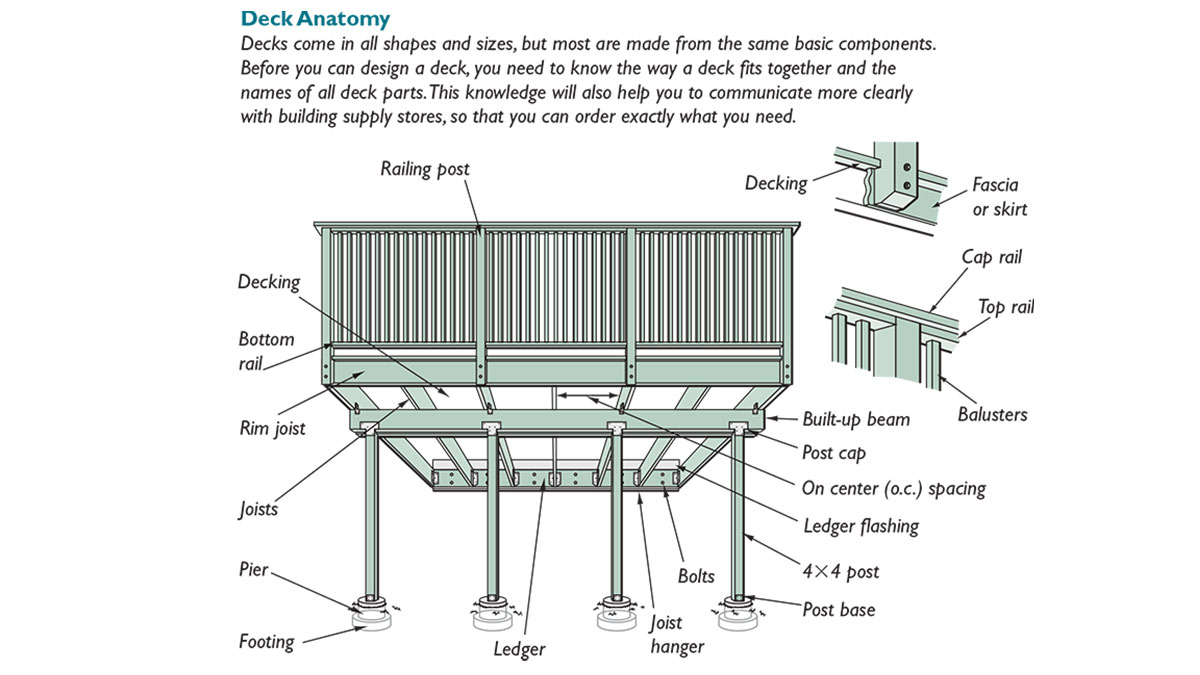 Deck Anatomy
Decks come in all shapes and sizes, but most are made from the same basic components.
Before you can design a deck, you need to know the way a deck fits together and the
names of all deck parts. This knowledge will also help you to communicate more clearly
with building supply stores, so that you can order exactly what you need.
Railing post
Decking
Fascia
or skirt
Cap rail
Top rail
Balusters
Decking
Bottom
rail
Rim joist
Joists
Pier
Footing
Built-up beam
Post cap
On center (o.c.) spacing
Ledger flashing
4×4 post
Post base
Bolts
Joist
hanger
Ledger